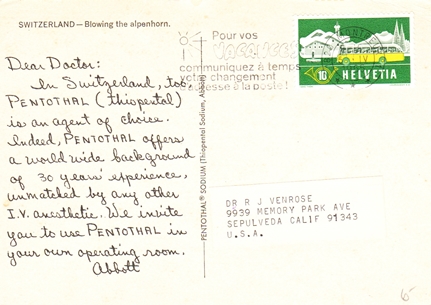 SWITZERLAND — Blowing the alpenhorn.
Dear Doctor:
In Switzerland, too,
PENTOTHAL (thiopental)
is an agent of choice.
Indeed, PENTOTHAL offers
a world wide background
of 30 years' experience,
unmatched by any other
I.V. anesthetic. We invite
you to use PENTOTHAL in
your own operating room.
Abbott
PENTOTHAL® SODIUM (Thiopental Sodium, Abbott)
Pour vos
VACANCES
communiquez à temps
votre changement
adresse à la poste!
10 HELVETIA
DR R J VENROSE
9939 MEMORY PARK AVE
SEPULVEDA CALIF 91343
U.S.A.
6-